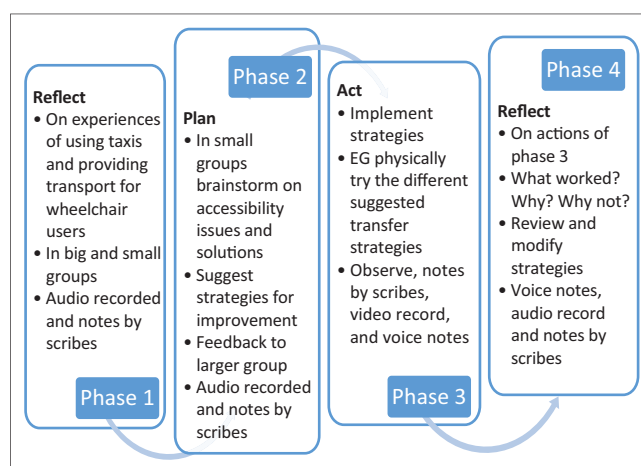 Reflect
• On experiences
of using taxis
and providing
transport for
wheelchair
users
• In big and small
groups
• Audio recorded
and notes by
scribes
Phase 1
Phase 2
Plan
• In small
groups
brainstorm on
accessibility
issues and
solutions
• Suggest
strategies for
improvement
• Feedback to
larger group
• Audio recorded
and notes by
scribes
Act
• Implement
strategies
• EG physically
try the different
suggested
transfer
strategies
• Observe, notes
by scribes,
video record,
and voice notes
Phase 3
Phase 4
Reflect
• On actions of
phase 3
• What worked?
Why? Why not?
• Review and
modify
strategies
• Voice notes,
audio record
and notes by
scribes